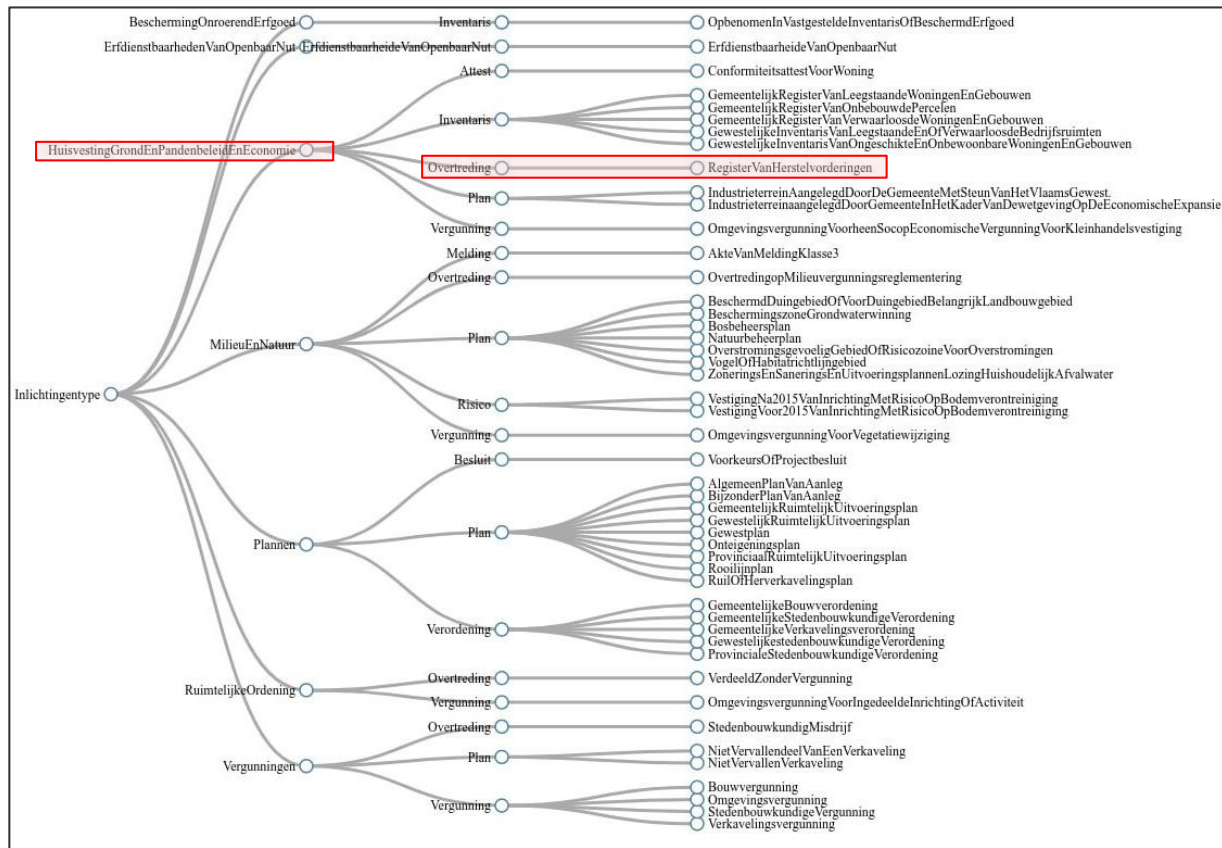 BeschermingOnroerendErfgoed Inventaris OpbenomenInVastgesteldeInventarisOfBeschermdErfgoed
ErfdienstbaarhedenVanOpenbaarNut ErfdienstbaarheideVanOpenbaarNut ErfdienstbaarheideVanOpenbaarNut
Attest ConformiteitsattestVoorWoning
GemeentelijkRegisterVanLeegstaandeWoningenEnGebouwen
GemeentelijkRegisterVanOnbebouwdePercelen
Inventaris GemeentelijkRegisterVanVerwaarloosdeWoningenEnGebouwen
GewestelijkeInventarisVanLeegstaandeEnOfVerwaarloosdeBedrijfsruimten
GewestelijkeInventarisVanOngeschikteEnOnbewoonbareWoningenEnGebouwen
HuisvestingGrondEnPandenbeleidEnEconomie
Overtreding RegisterVanHerstelvorderingen
Plan IndustrieterreinAangelegdDoorDeGemeenteMetSteunVanHetVlaamsGewest.
IndustrieterreinaangelegdDoorGemeenteInHetKaderVanDewetgevingOpDeEconomischeExpansie
Vergunning OmgevingsvergunningVoorheenSocopEconomischeVergunningVoorKleinhandelsvestiging
Melding AkteVanMeldingKlasse3
Overtreding OvertredingopMilieuvergunningsreglementering
BeschermdDuingebiedOfVoorDuingebiedBelangrijkLandbouwgebied
BeschermingszoneGrondwaterwinning
Bosbeheersplan
MilieuEnNatuur Plan Natuurbeheerplan
OverstromingsgevoeligGebiedOfRisicozoineVoorOverstromingen
VogelOfHabitatrichtlijngebied
ZoneringsEnSaneringsEnUitvoeringsplannenLozingHuishoudelijkAfvalwater
Inlichtingentype
Risico VestigingNa2015VanInrichtingMetRisicoOpBodemverontreiniging
VestigingVoor2015VanInrichtingMetRisicoOpBodemverontreiniging
Vergunning OmgevingsvergunningVoorVegetatiewijziging
Besluit VoorkeursOfProjectbesluit
AlgemeenPlanVanAanleg
BijzonderPlanVanAanleg
GemeentelijkRuimtelijkUitvoeringsplan
GewestelijkRuimtelijkUitvoeringsplan
Plan Gewestplan
Plannen Onteigeningsplan
ProvinciaalRuimtelijkUitvoeringsplan
Rooilijnplan
RuilOfHerverkavelingsplan
GemeentelijkeBouwverordening
GemeentelijkeStedenbouwkundigeVerordening
Verordening GemeentelijkeVerkavelingsverordening
GewestelijkestedenbouwkundigeVerordening
ProvincialeStedenbouwkundigeVerordening
Overtreding VerdeeldZonderVergunning
RuimtelijkeOrdening
Vergunning OmgevingsvergunningVoorIngedeeldeInrichtingOfActiviteit
Overtreding StedenbouwkundigMisdrijf
Plan NietVervallendeelVanEenVerkaveling
Vergunningen NietVervallenVerkaveling
Bouwvergunning
Omgevingsvergunning
Vergunning StedenbouwkundigeVergunning
Verkavelingsvergunning